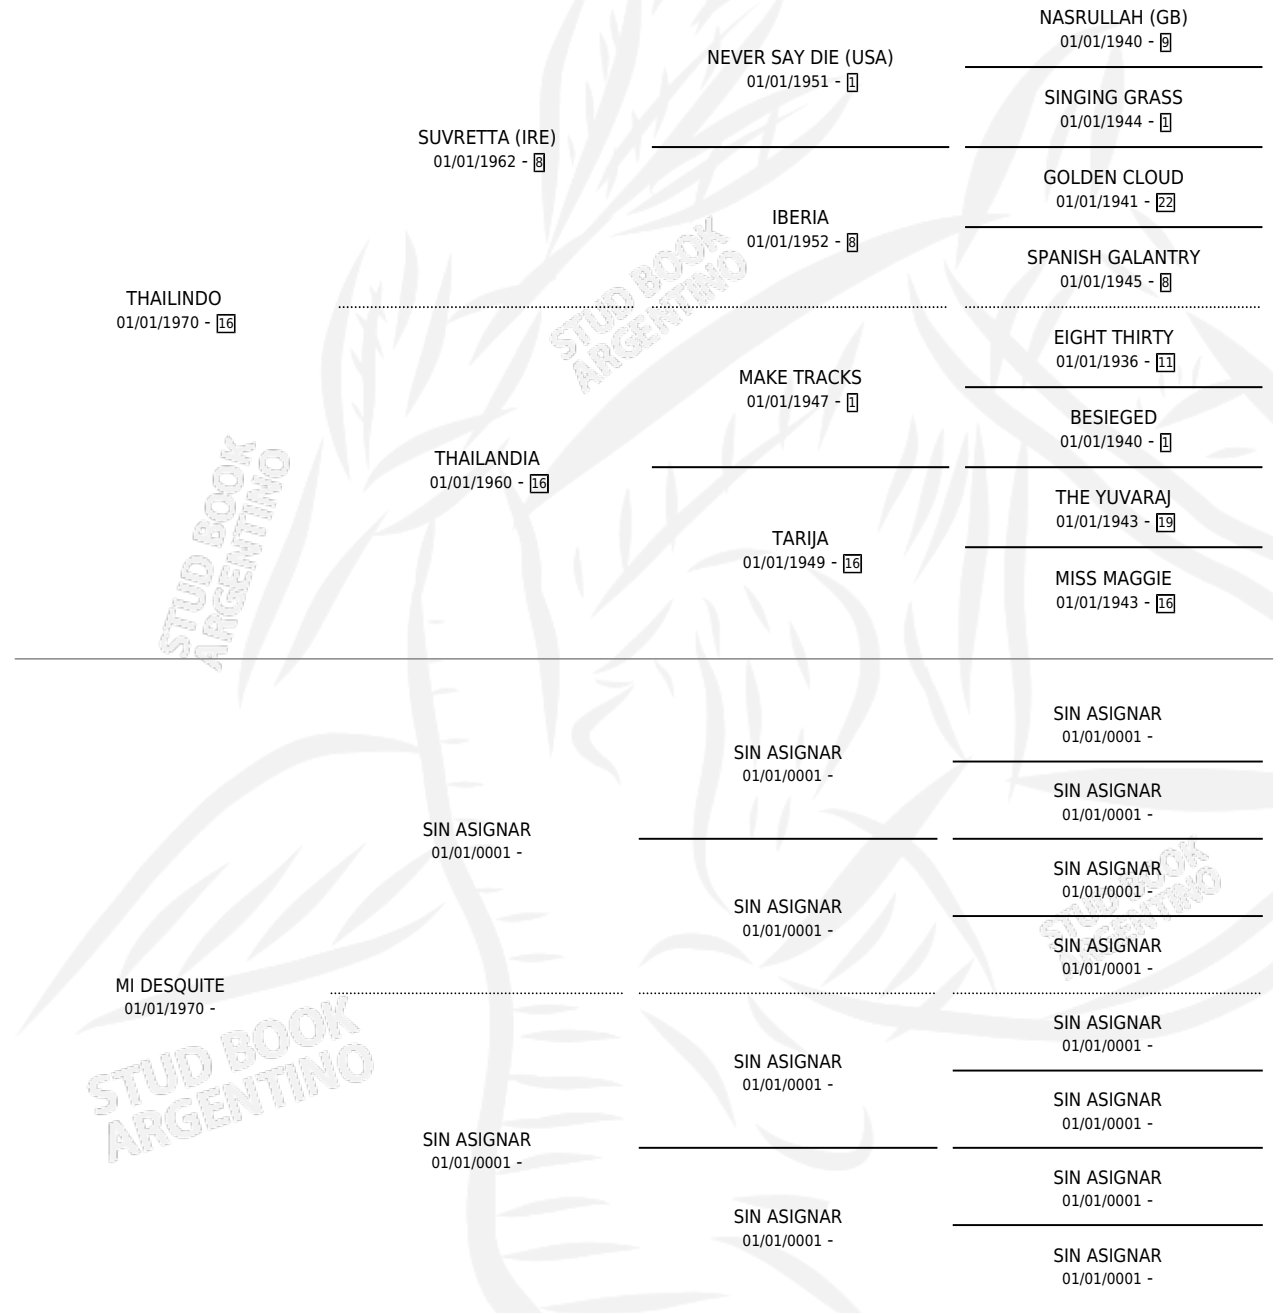 NASRULLAH (GB)
01/01/1940 - 9
NEVER SAY DIE (USA)
01/01/1951 - 1
SINGING GRASS
01/01/1944 - 1
SUVRETTA (IRE)
01/01/1962 - 8
GOLDEN CLOUD
01/01/1941 - 22
IBERIA
01/01/1952 - 8
SPANISH GALANTRY
01/01/1945 - 8
THAILINDO
01/01/1970 - 16
EIGHT THIRTY
01/01/1936 - 11
MAKE TRACKS
01/01/1947 - 1
BESIEGED
01/01/1940 - 1
THAILANDIA
01/01/1960 - 16
THE YUVARAJ
01/01/1943 - 19
TARIJA
01/01/1949 - 16
MISS MAGGIE
01/01/1943 - 16
STUD BOOK
ARGENTINO
STUD BOOK
ARGENTINO
SIN ASIGNAR
01/01/0001 -
SIN ASIGNAR
01/01/0001 -
SIN ASIGNAR
01/01/0001 -
SIN ASIGNAR
01/01/0001 -
SIN ASIGNAR
01/01/0001 -
SIN ASIGNAR
01/01/0001 -
SIN ASIGNAR
01/01/0001 -
MI DESQUITE
01/01/1970 -
SIN ASIGNAR
01/01/0001 -
SIN ASIGNAR
01/01/0001 -
SIN ASIGNAR
01/01/0001 -
SIN ASIGNAR
01/01/0001 -
SIN ASIGNAR
01/01/0001 -
SIN ASIGNAR
01/01/0001 -
SIN ASIGNAR
01/01/0001 -
STUD BOOK
ARGENTINO
STUD BOOK
ARGENTINO